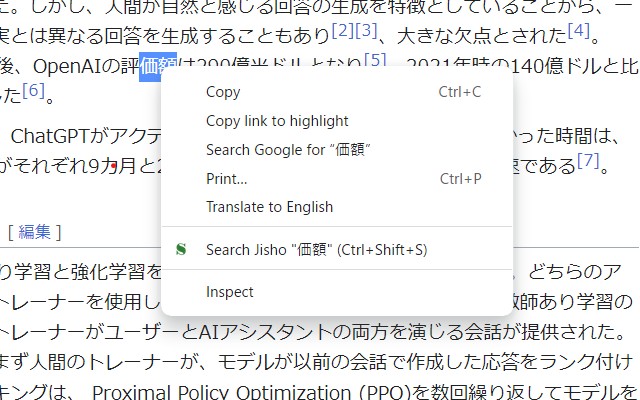 た。しかし、人間が自然と感じる回答の生成を特徴としていることから、一
実とは異なる回答を生成することもあり[2][3]、大きな欠点とされた[4]。
後、OpenAIの評価額は290億米ドルとなり[5]、2021年時の140億ドルと比
した[6]。
Copy Ctrl+C
Copy link to highlight
Search Google for “価額”
Print... Ctrl+P
Translate to English
Search Jisho "価額" (Ctrl+Shift+S)
Inspect
ChatGPTがアクテ
かった時間は、
がそれぞれ9カ月と2
速である[7]。
[編集]
り学習と強化学習を
。どちらのア
トレーナーを使用し
教師あり学習の
トレーナーがユーザーとAIアシスタントの両方を演じる会話が提供された。
まず人間のトレーナーが、モデルが以前の会話で作成した応答をランク付け
キングは、 Proximal Policy Optimization (PPO)を数回繰り返してモデルを